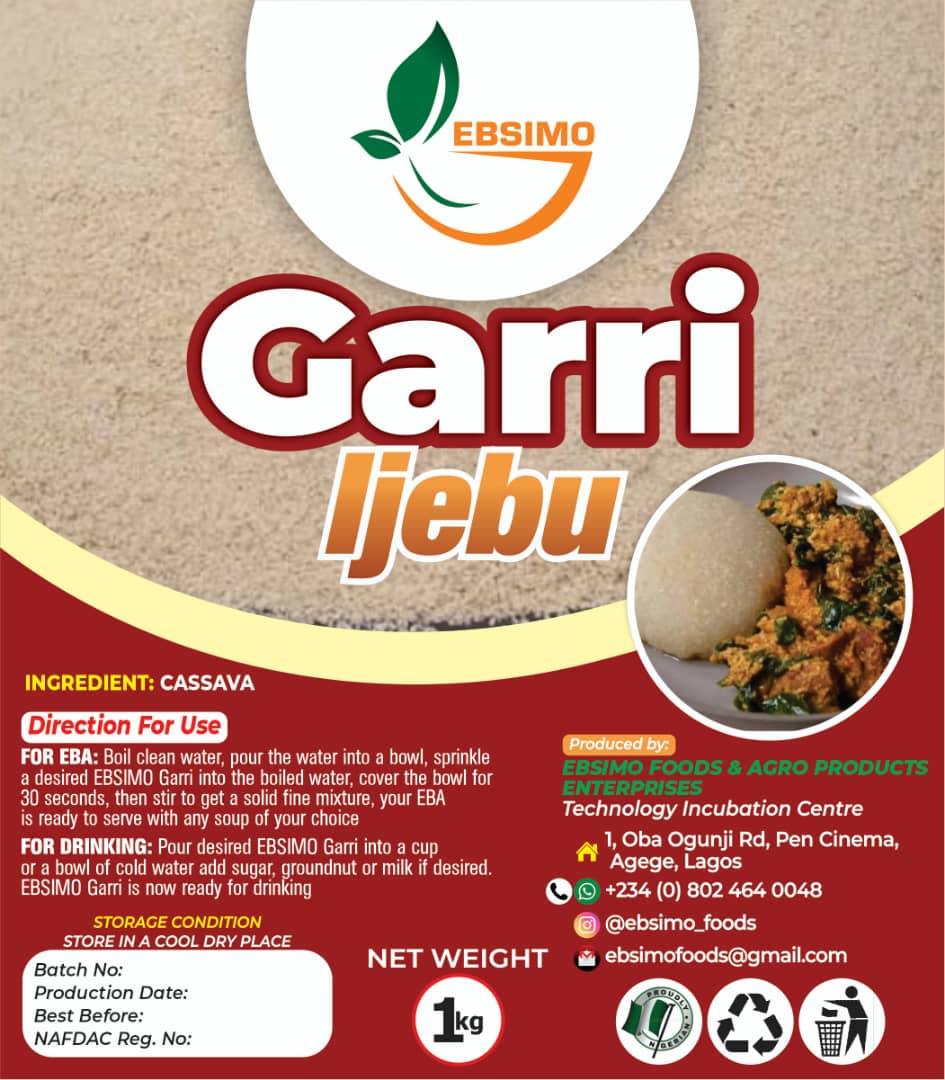 EBSIMO
Garri
Ijebu
INGREDIENT: CASSAVA
Direction For Use
FOR EBA: Boil clean water, pour the water into a bowl, sprinkle
a desired EBSIMO Garri into the boiled water, cover the bowl for
30 seconds, then stir to get a solid fine mixture, your EBA
is ready to serve with any soup of your choice
FOR DRINKING: Pour desired EBSIMO Garri into a cup
or a bowl of cold water add sugar, groundnut or milk if desired.
EBSIMO Garri is now ready for drinking
STORAGE CONDITION
STORE IN A COOL DRY PLACE
Batch No:
Production Date:
Best Before:
NAFDAC Reg. No:
NET WEIGHT
1kg
Produced by:
EBSIMO FOODS & AGRO PRODUCTS
ENTERPRISES
Technology Incubation Centre
1, Oba Ogunji Rd, Pen Cinema,
Agege, Lagos
+234 (0) 802 464 0048
@ebsimo_foods
ebsimofoods@gmail.com
PROUDLY
NIGERIAN